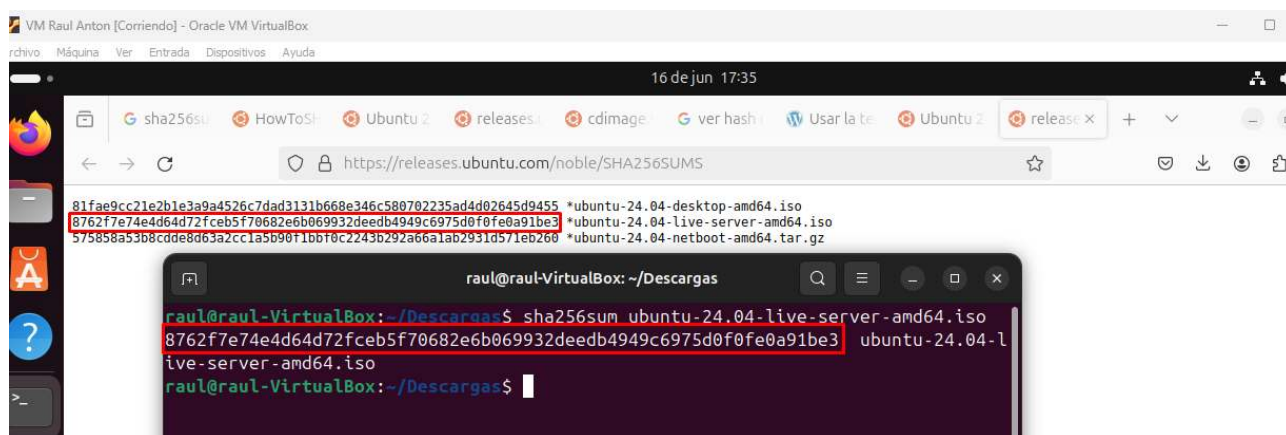 VM Raul Anton [Corriendo] - Oracle VM VirtualBox
rchivo Máquina Ver Entrada Dispositivos Ayuda
16 de jun 17:35
sha256su HowToSH Ubuntu 2 releases. cdimage ver hash Usar la te Ubuntu 2 release
https://releases.ubuntu.com/noble/SHA256SUMS
81fae9cc21e2b1e3a9a4526c7dad3131b668e346c580702235ad4d02645d9455 *ubuntu-24.04-desktop-amd64.iso
8762f7e74e4d64d72fceb5f70682e6b069932deedb4949c6975d0f0fe0a91be3 *ubuntu-24.04-live-server-amd64.iso
575858a53b8cdde8d63a2cc1a5b90f1bbf0c2243b292a66a1ab2931d571eb260 *ubuntu-24.04-netboot-amd64.tar.gz
raul@raul-VirtualBox: ~/Descargas
raul@raul-VirtualBox:~/Descargas$ sha256sum ubuntu-24.04-live-server-amd64.iso
8762f7e74e4d64d72fceb5f70682e6b069932deedb4949c6975d0f0fe0a91be3 ubuntu-24.04-l
ive-server-amd64.iso
raul@raul-VirtualBox:~/Descargas$